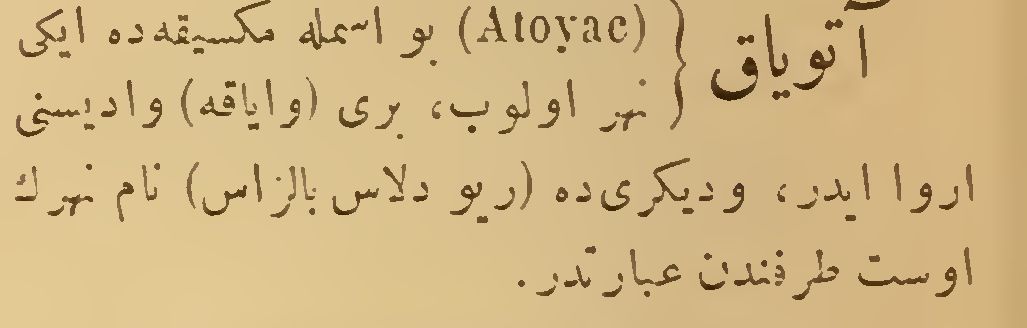 آتویاق { (Atoyac) بو اسمله مکسیقه‌ده ایکی
نهر اولوب، بری (وایاقه) وادیسنی
اروا ایدر، ودیکری‌ده (ریو دلاس بالزاس) نام نهرك
اوست طرفندن عبارتدر.